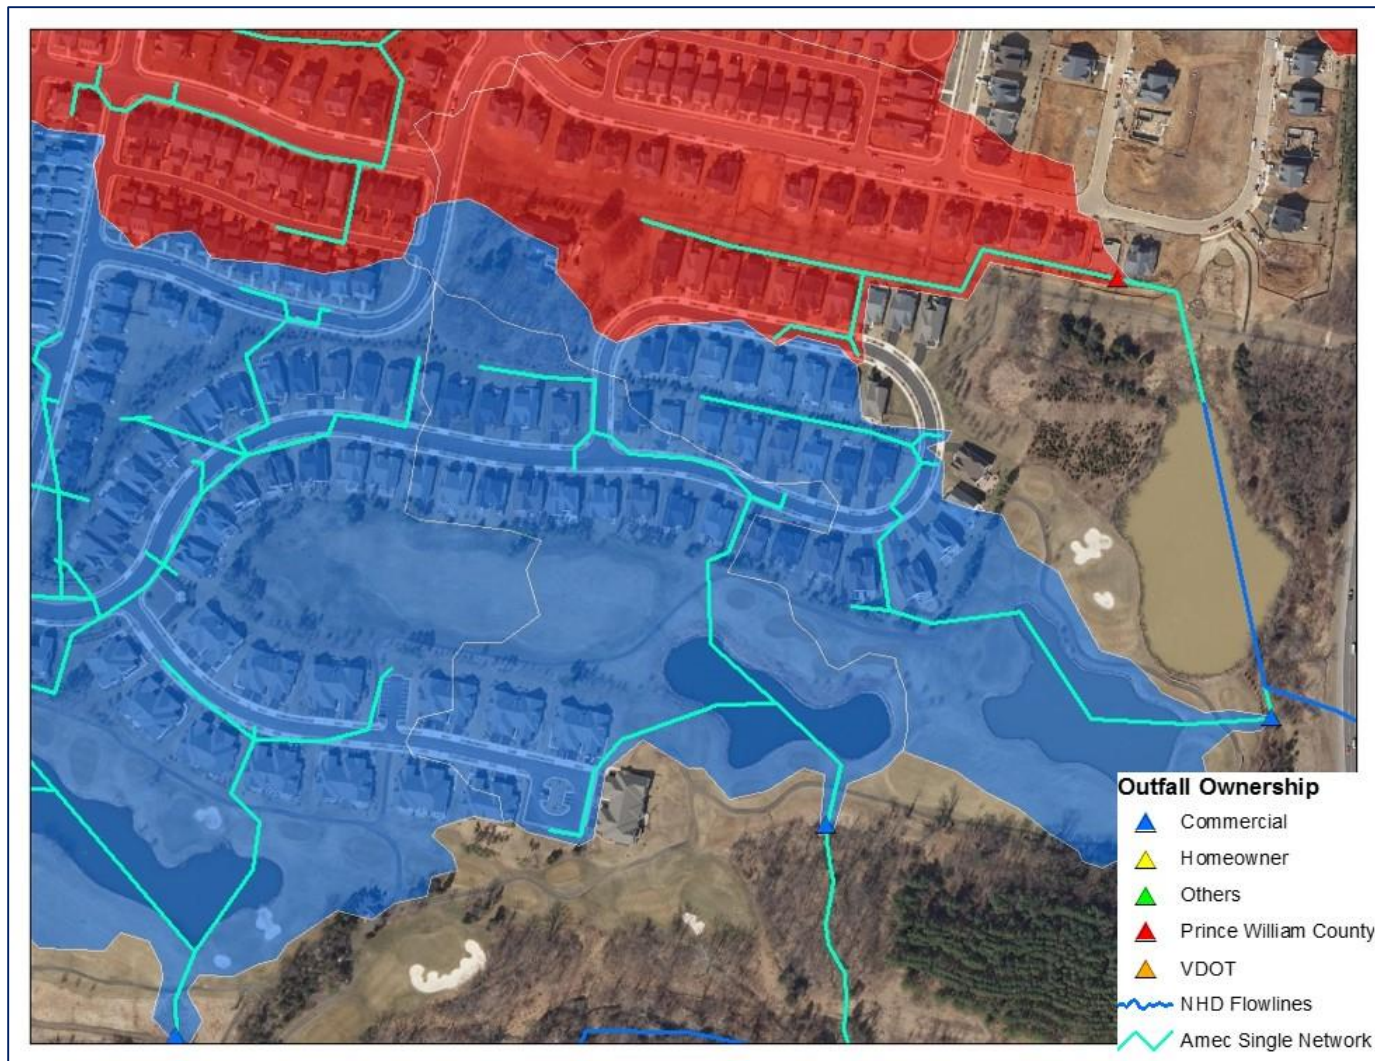 Outfall Ownership
Commercial
Homeowner
Others
Prince William County
VDOT
NHD Flowlines
Amec Single Network